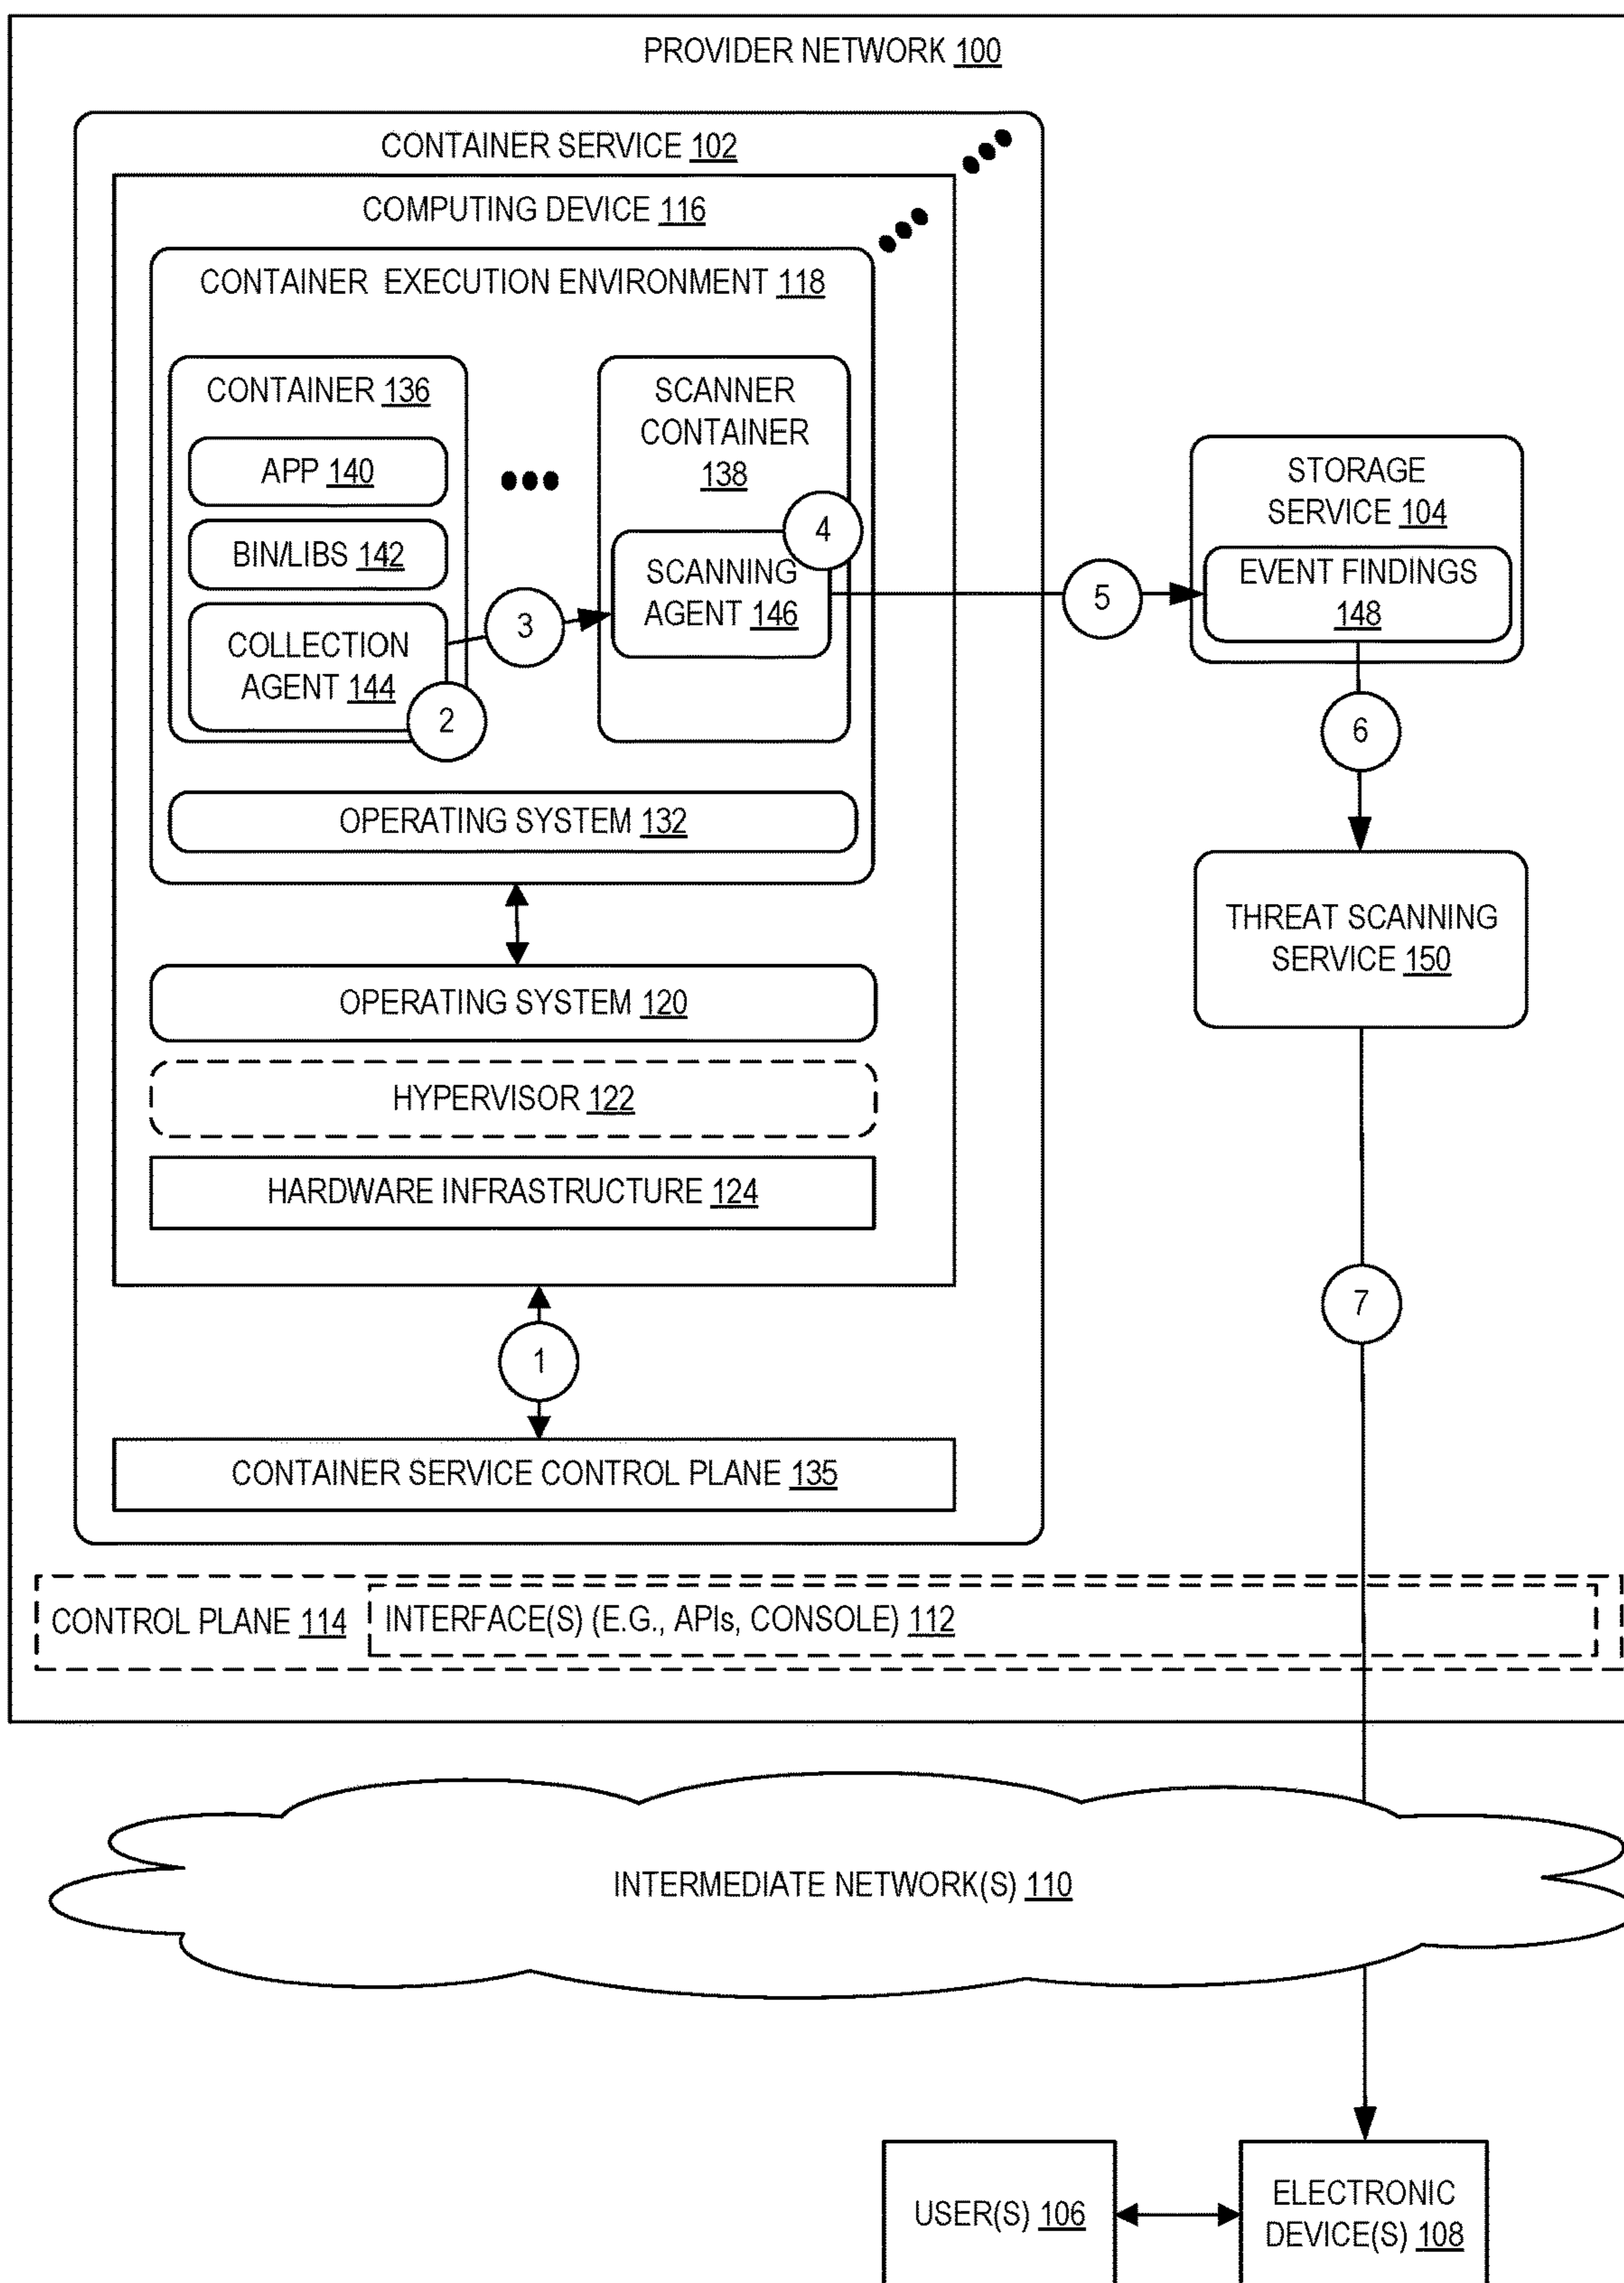 PROVIDER NETWORK 100
CONTAINER SERVICE 102
COMPUTING DEVICE 116
CONTAINER EXECUTION ENVIRONMENT 118
CONTAINER 136
APP 140
BIN/LIBS 142
COLLECTION
AGENT 144
2
3
SCANNER
CONTAINER
138
4
SCANNING
AGENT 146
5
STORAGE
SERVICE 104
EVENT FINDINGS
148
6
OPERATING SYSTEM 132
THREAT SCANNING
SERVICE 150
OPERATING SYSTEM 120
HYPERVISOR 122
HARDWARE INFRASTRUCTURE 124
7
1
CONTAINER SERVICE CONTROL PLANE 135
CONTROL PLANE 114
INTERFACE(S) (E.G., APIs, CONSOLE) 112
INTERMEDIATE NETWORK(S) 110
USER(S) 106
ELECTRONIC
DEVICE(S) 108